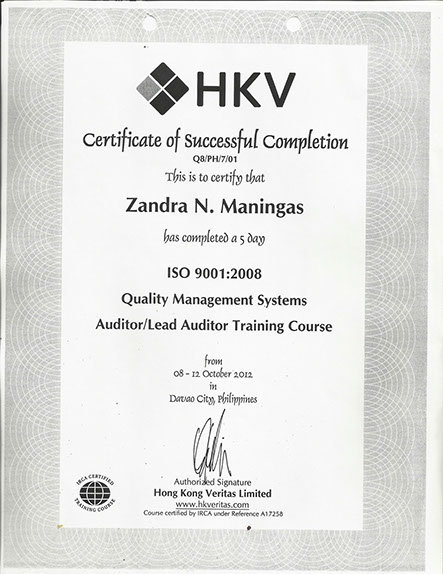 HKV
Certificate of Successful Completion
Q8/PH/7/01
This is to certify that
Zandra N. Maningas
has completed a 5 day
ISO 9001:2008
Quality Management Systems
Auditor/Lead Auditor Training Course
from
08 - 12 October 2012
in
Davao City, Philippines
Authorized Signature
Hong Kong Veritas Limited
www.hkveritas.com
Course certified by IRCA under Reference A17258
IRCA CERTIFIED
TRAINING COURSE